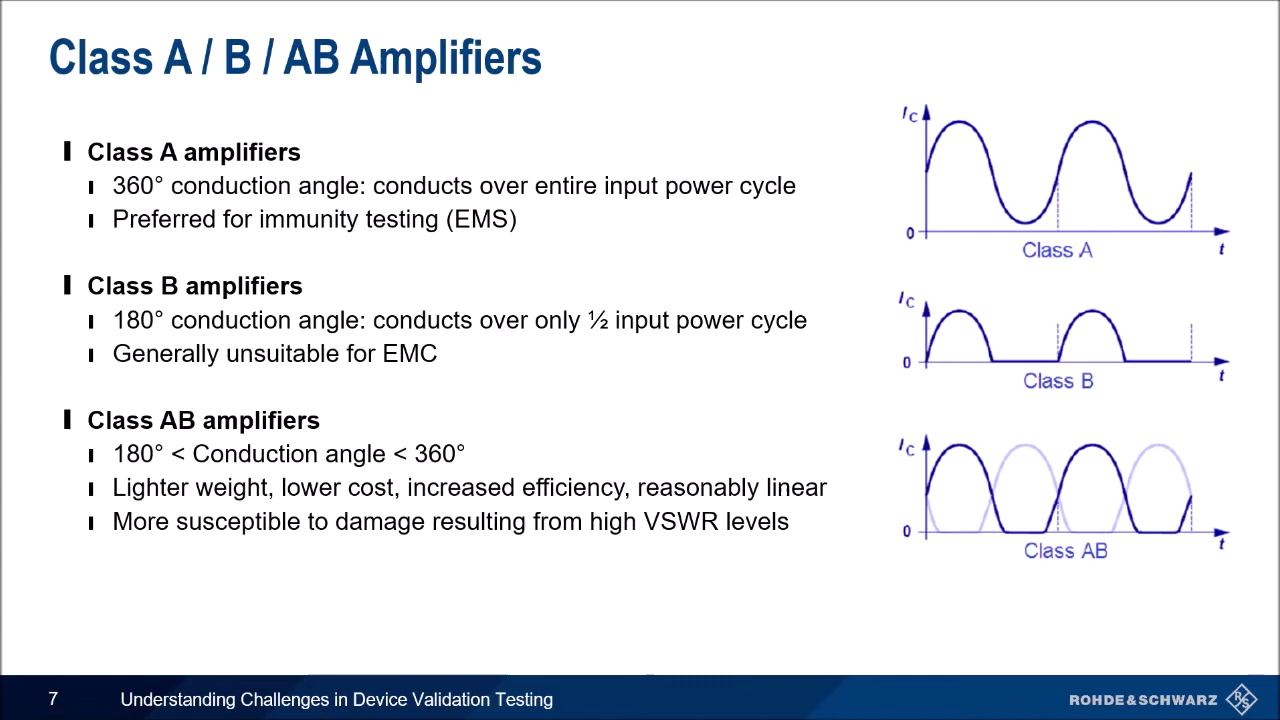 Class A / B / AB Amplifiers
Class A amplifiers
360° conduction angle: conducts over entire input power cycle
Preferred for immunity testing (EMS)
Class B amplifiers
180° conduction angle: conducts over only ½ input power cycle
Generally unsuitable for EMC
Class AB amplifiers
180° < Conduction angle < 360°
Lighter weight, lower cost, increased efficiency, reasonably linear
More susceptible to damage resulting from high VSWR levels
IC
0
t
Class A
IC
0
t
Class B
IC
0
t
Class AB
7
Understanding Challenges in Device Validation Testing
ROHDE & SCHWARZ
RS